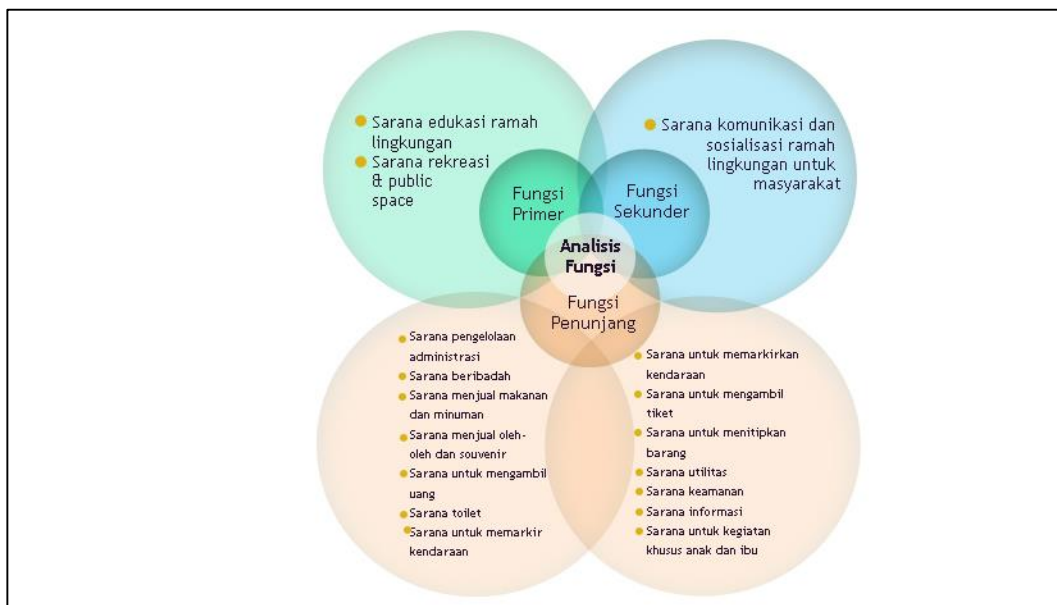 Sarana edukasi ramah
lingkungan
Sarana rekreasi
& public
space
Fungsi
Primer
Sarana komunikasi dan
sosialisasi ramah
lingkungan untuk
masyarakat
Fungsi
Sekunder
Analisis
Fungsi
Fungsi
Penunjang
Sarana pengelolaan
administrasi
Sarana beribadah
Sarana menjual makanan
dan minuman
Sarana menjual oleh-
oleh dan souvenir
Sarana untuk mengambil
uang
Sarana toilet
Sarana untuk memarkir
kendaraan
Sarana untuk memarkirkan
kendaraan
Sarana untuk mengambil
tiket
Sarana untuk menitipkan
barang
Sarana utilitas
Sarana keamanan
Sarana informasi
Sarana untuk kegiatan
khusus anak dan ibu